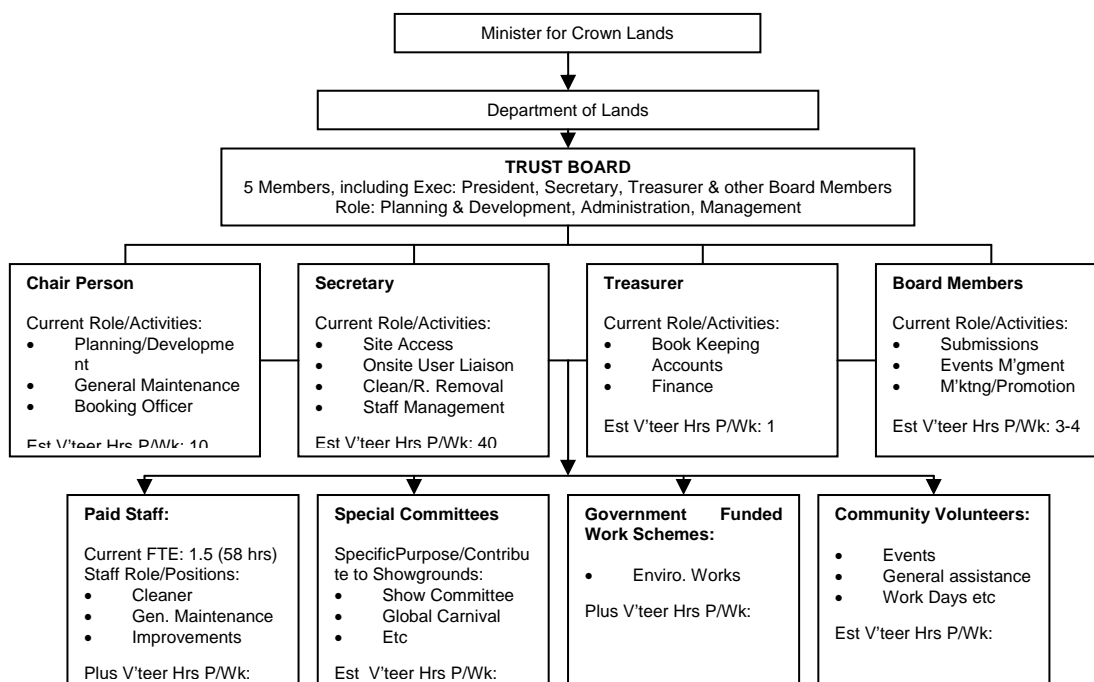 Minister for Crown Lands
Department of Lands
TRUST BOARD
5 Members, including Exec: President, Secretary, Treasurer & other Board Members
Role: Planning & Development, Administration, Management
Chair Person
Current Role/Activities:
• Planning/Developme
nt
• General Maintenance
• Booking Officer
Est V'teer Hrs P/Wk: 10
Secretary
Current Role/Activities:
• Site Access
• Onsite User Liaison
• Clean/R. Removal
• Staff Management
Est V'teer Hrs P/Wk: 40
Treasurer
Current Role/Activities:
• Book Keeping
• Accounts
• Finance
Est V'teer Hrs P/Wk: 1
Board Members
Current Role/Activities:
• Submissions
• Events M'gment
• M'ktng/Promotion
Est V'teer Hrs P/Wk: 3-4
Paid Staff:
Current FTE: 1.5 (58 hrs)
Staff Role/Positions:
• Cleaner
• Gen. Maintenance
• Improvements
Plus V'teer Hrs P/Wk:
Special Committees
SpecificPurpose/Contribu
te to Showgrounds:
• Show Committee
• Global Carnival
• Etc
Est V'teer Hrs P/Wk:
Government Funded
Work Schemes:
• Enviro. Works
Plus V'teer Hrs P/Wk:
Community Volunteers:
• Events
• General assistance
• Work Days etc
Est V'teer Hrs P/Wk: